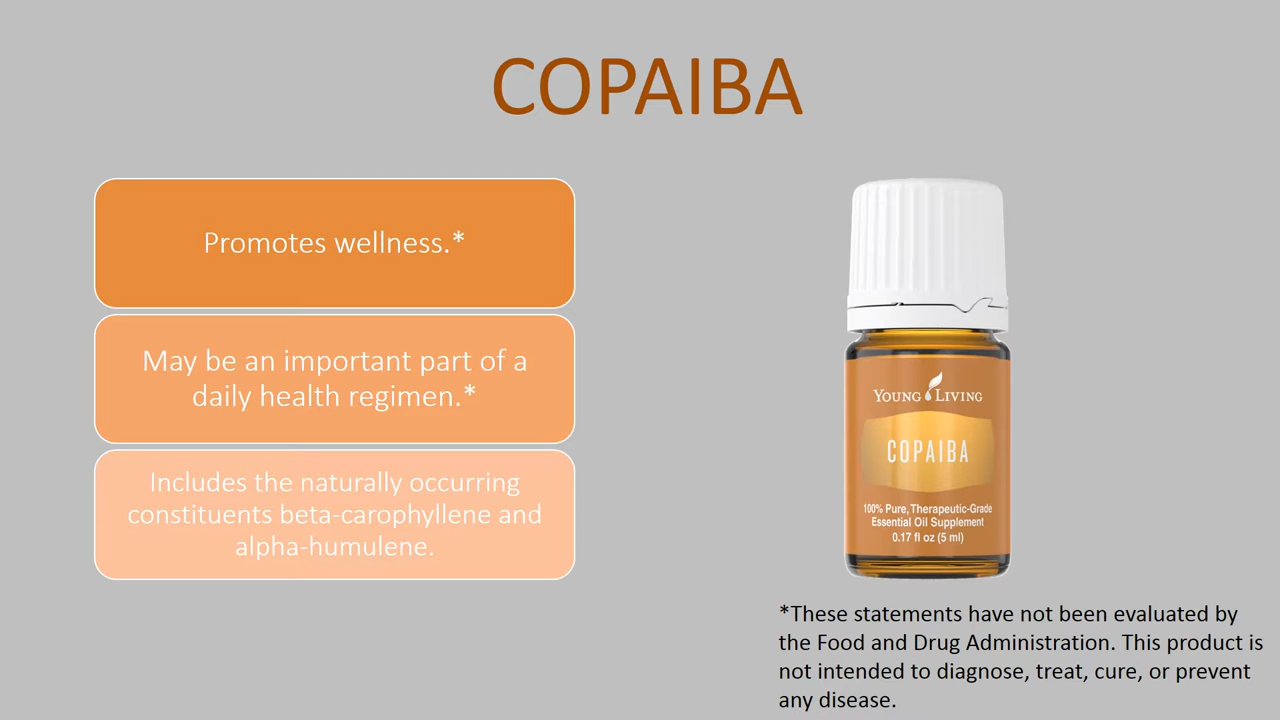 COPAIBA
Promotes wellness.*
May be an important part of a
daily health regimen.*
Includes the naturally occurring
constituents beta-carophyllene and
alpha-humulene.
YOUNG LIVING
COPAIBA
100% Pure, Therapeutic-Grade
Essential Oil Supplement
0.17 fl oz (5 ml)
*These statements have not been evaluated by
the Food and Drug Administration. This product is
not intended to diagnose, treat, cure, or prevent
any disease.